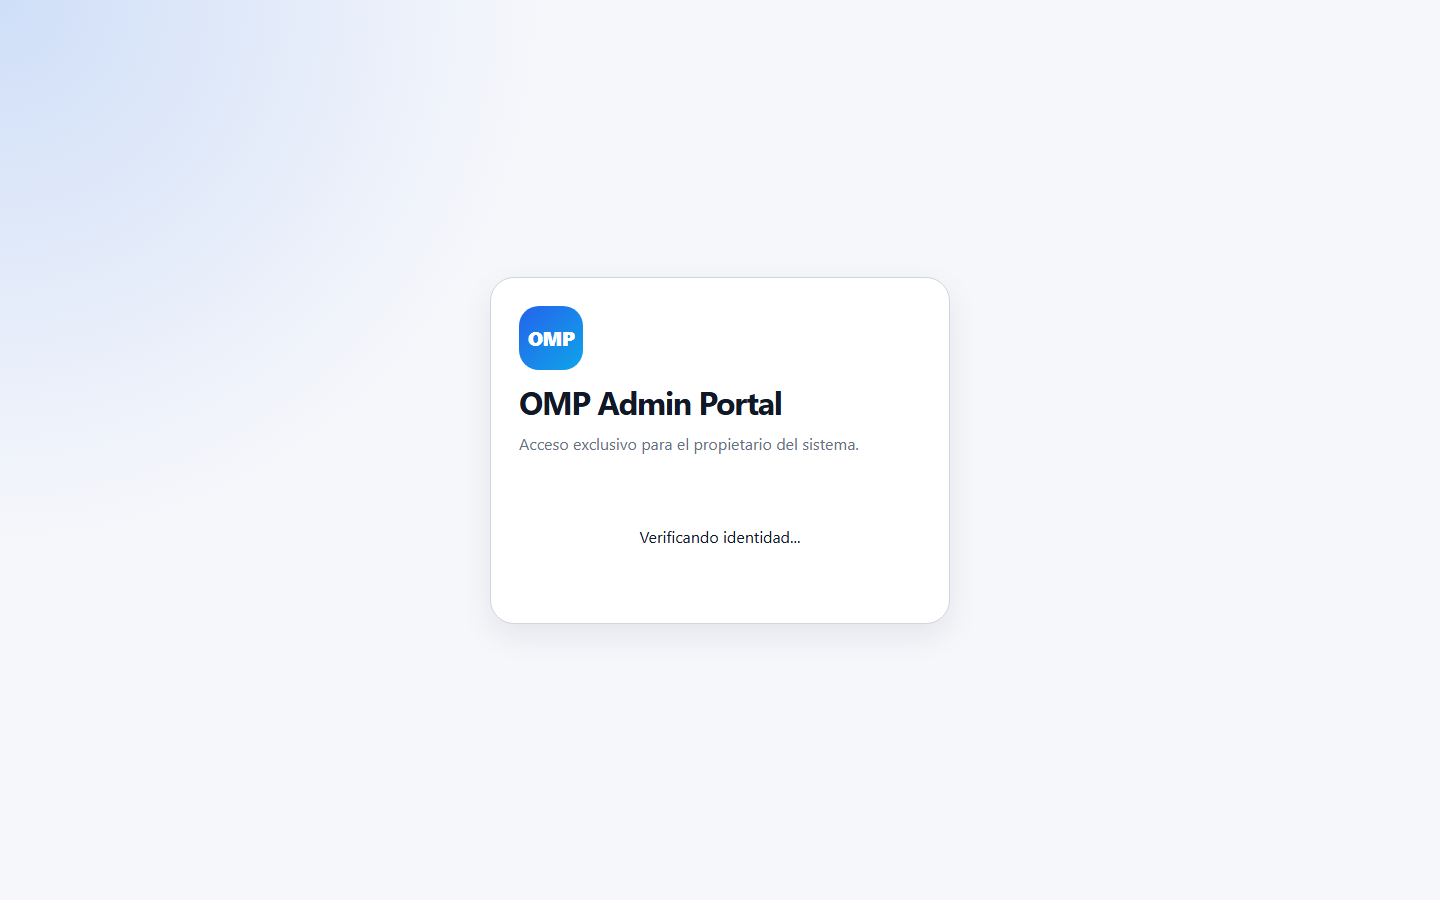 OMP
OMP Admin Portal
Acceso exclusivo para el propietario del sistema.
Verificando identidad...